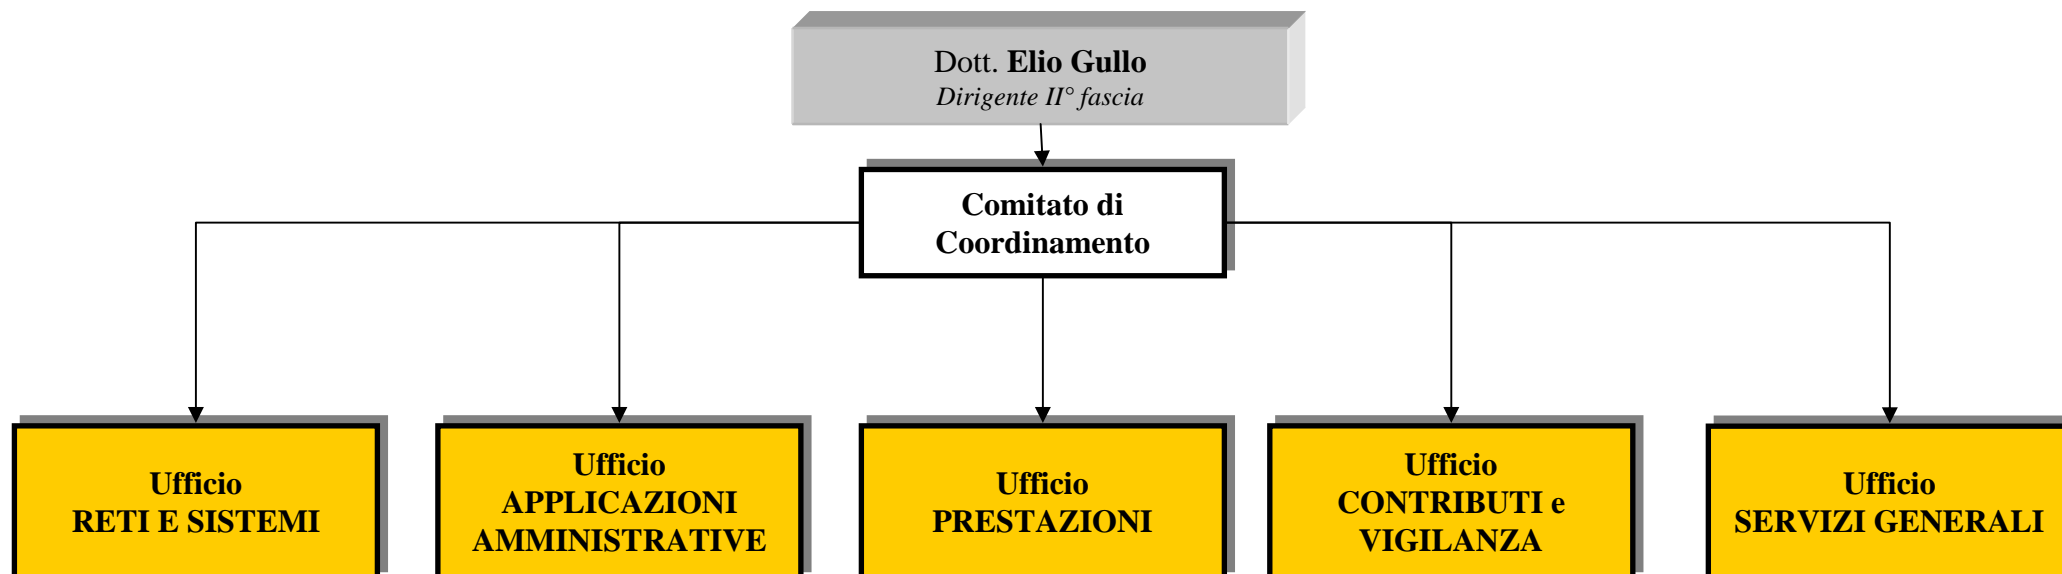 Dott. Elio Gullo
Dirigente II° fascia
Comitato di
Coordinamento
Ufficio
RETI E SISTEMI
Ufficio
APPLICAZIONI
AMMINISTRATIVE
Ufficio
PRESTAZIONI
Ufficio
CONTRIBUTI e
VIGILANZA
Ufficio
SERVIZI GENERALI